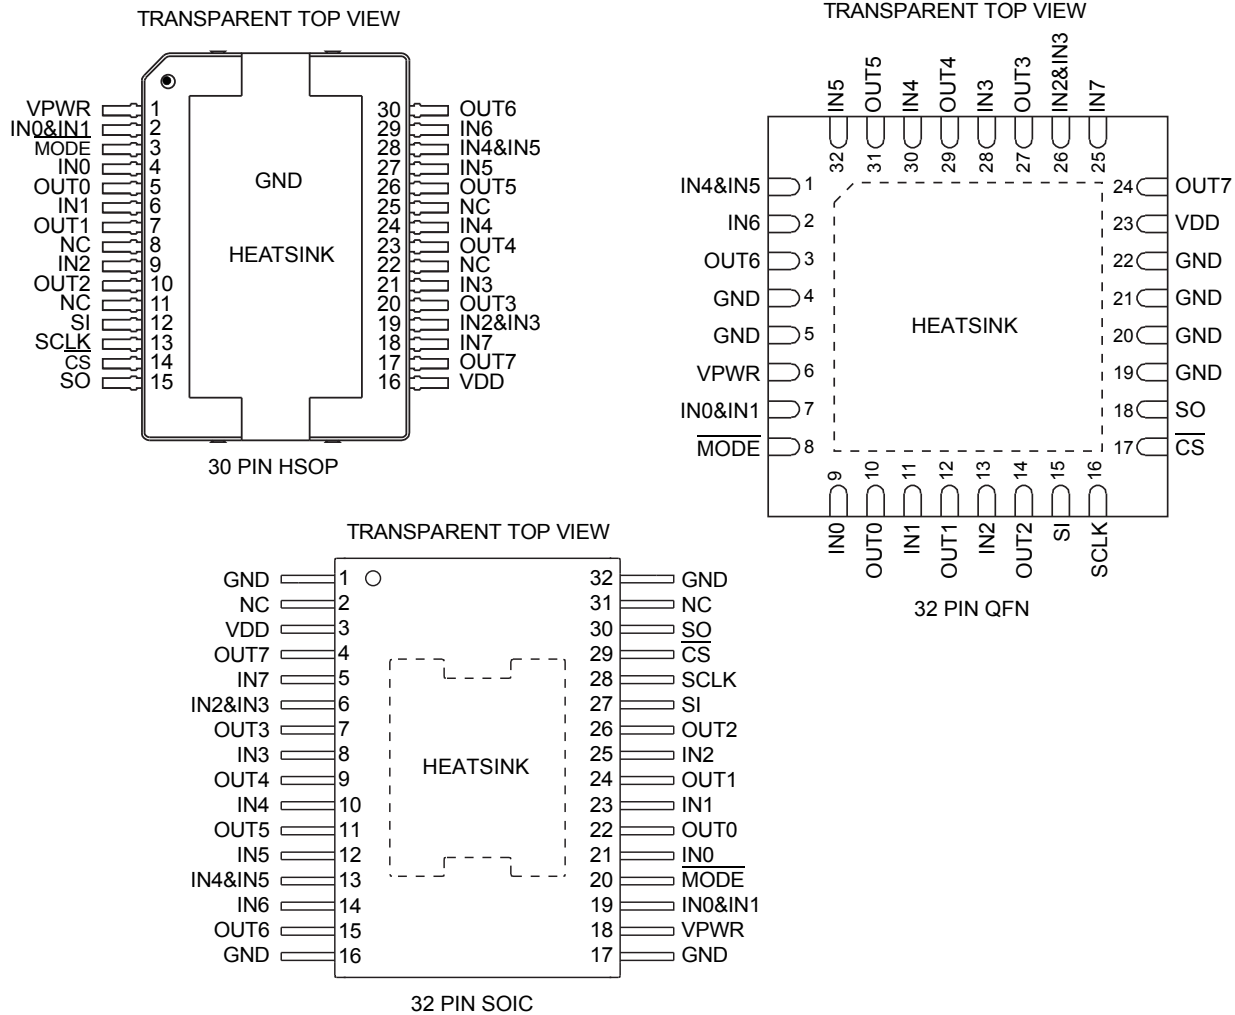 TRANSPARENT TOP VIEW
VPWR 1 30 OUT6
IN0&IN1 2 29 IN6
MODE 3 28 IN4&IN5
IN0 4 27 IN5
OUT0 5 26 OUT5
IN1 6 25 NC
OUT1 7 24 IN4
NC 8 23 OUT4
IN2 9 22 NC
OUT2 10 21 IN3
NC 11 20 OUT3
SI 12 19 IN2&IN3
SCLK 13 18 IN7
CS 14 17 OUT7
SO 15 16 VDD
GND
HEATSINK
30 PIN HSOP
TRANSPARENT TOP VIEW
IN5 OUT5 IN4 OUT4 IN3 OUT3 IN2&IN3 IN7
32 31 30 29 28 27 26 25
IN4&IN5 1 24 OUT7
IN6 2 23 VDD
OUT6 3 22 GND
GND 4 21 GND
GND 5 20 GND
VPWR 6 19 GND
IN0&IN1 7 18 SO
MODE 8 17 CS
HEATSINK
9 10 11 12 13 14 15 16
IN0 OUT0 IN1 OUT1 IN2 OUT2 SI SCLK
32 PIN QFN
TRANSPARENT TOP VIEW
GND 1 32 GND
NC 2 31 NC
VDD 3 30 SO
OUT7 4 29 CS
IN7 5 28 SCLK
IN2&IN3 6 27 SI
OUT3 7 26 OUT2
IN3 8 25 IN2
OUT4 9 24 OUT1
IN4 10 23 IN1
OUT5 11 22 OUT0
IN5 12 21 IN0
IN4&IN5 13 20 MODE
IN6 14 19 IN0&IN1
OUT6 15 18 VPWR
GND 16 17 GND
HEATSINK
32 PIN SOIC